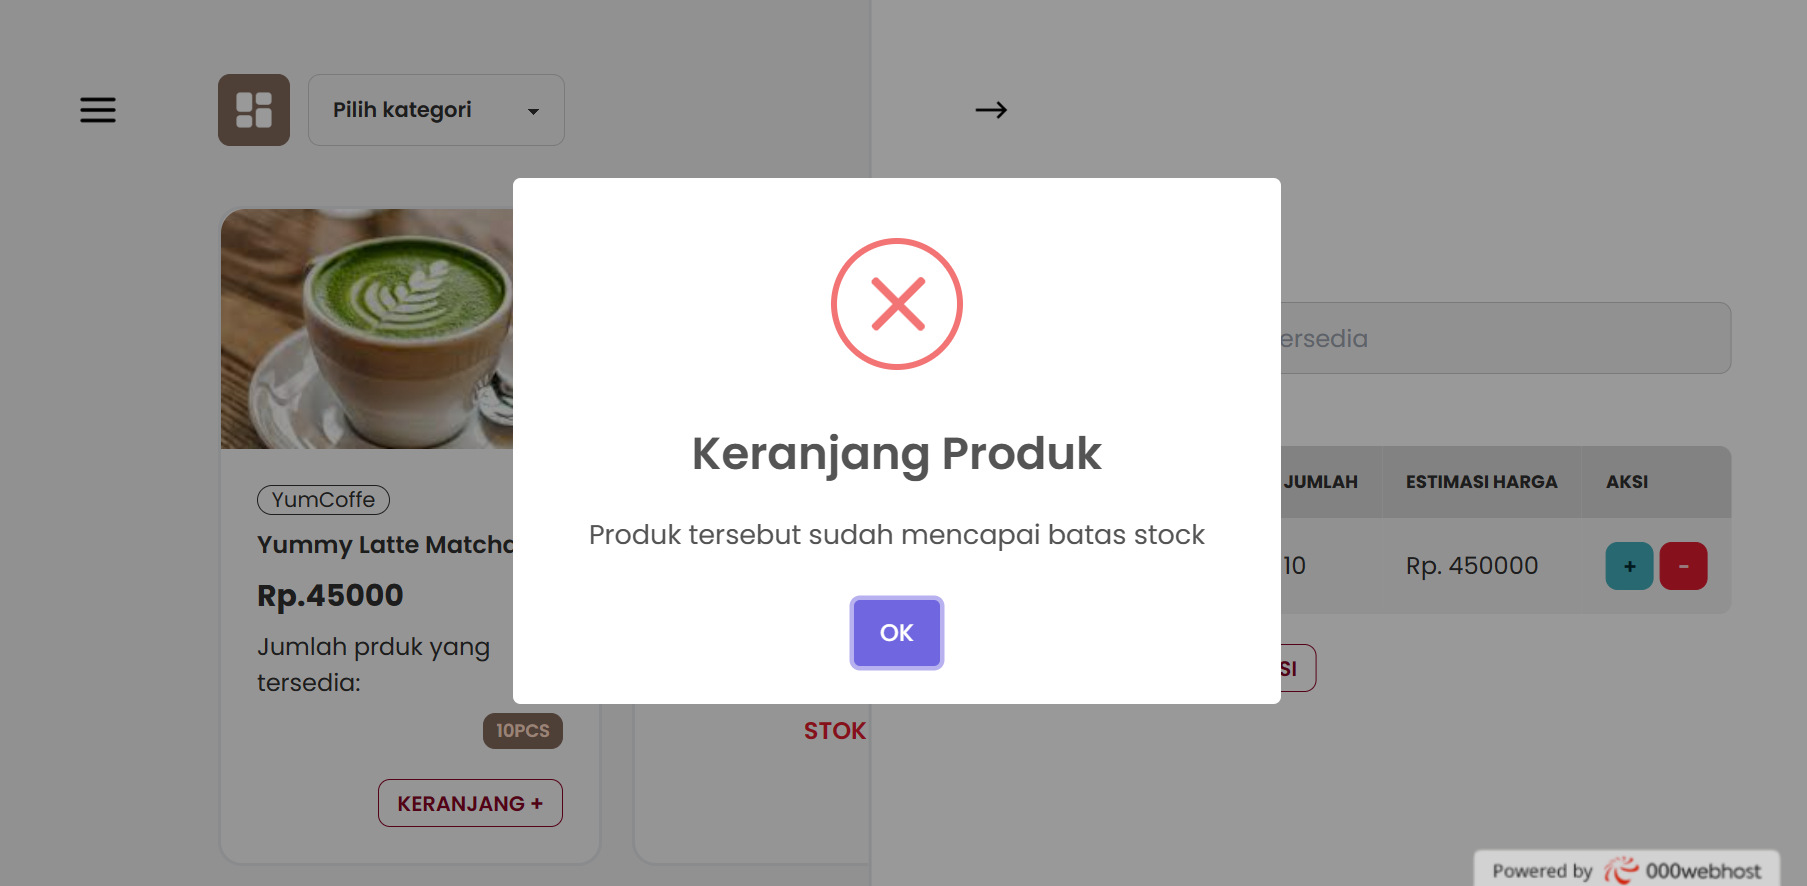 Pilih kategori
Keranjang Produk
Produk tersebut sudah mencapai batas stock
OK
YumCoffe
Yummy Latte Matcha
Rp.45000
Jumlah prduk yang
tersedia:
10PCS
KERANJANG +
STOK
ersedia
JUMLAH ESTIMASI HARGA AKSI
10 Rp. 450000 + -
SI
Powered by 000webhost